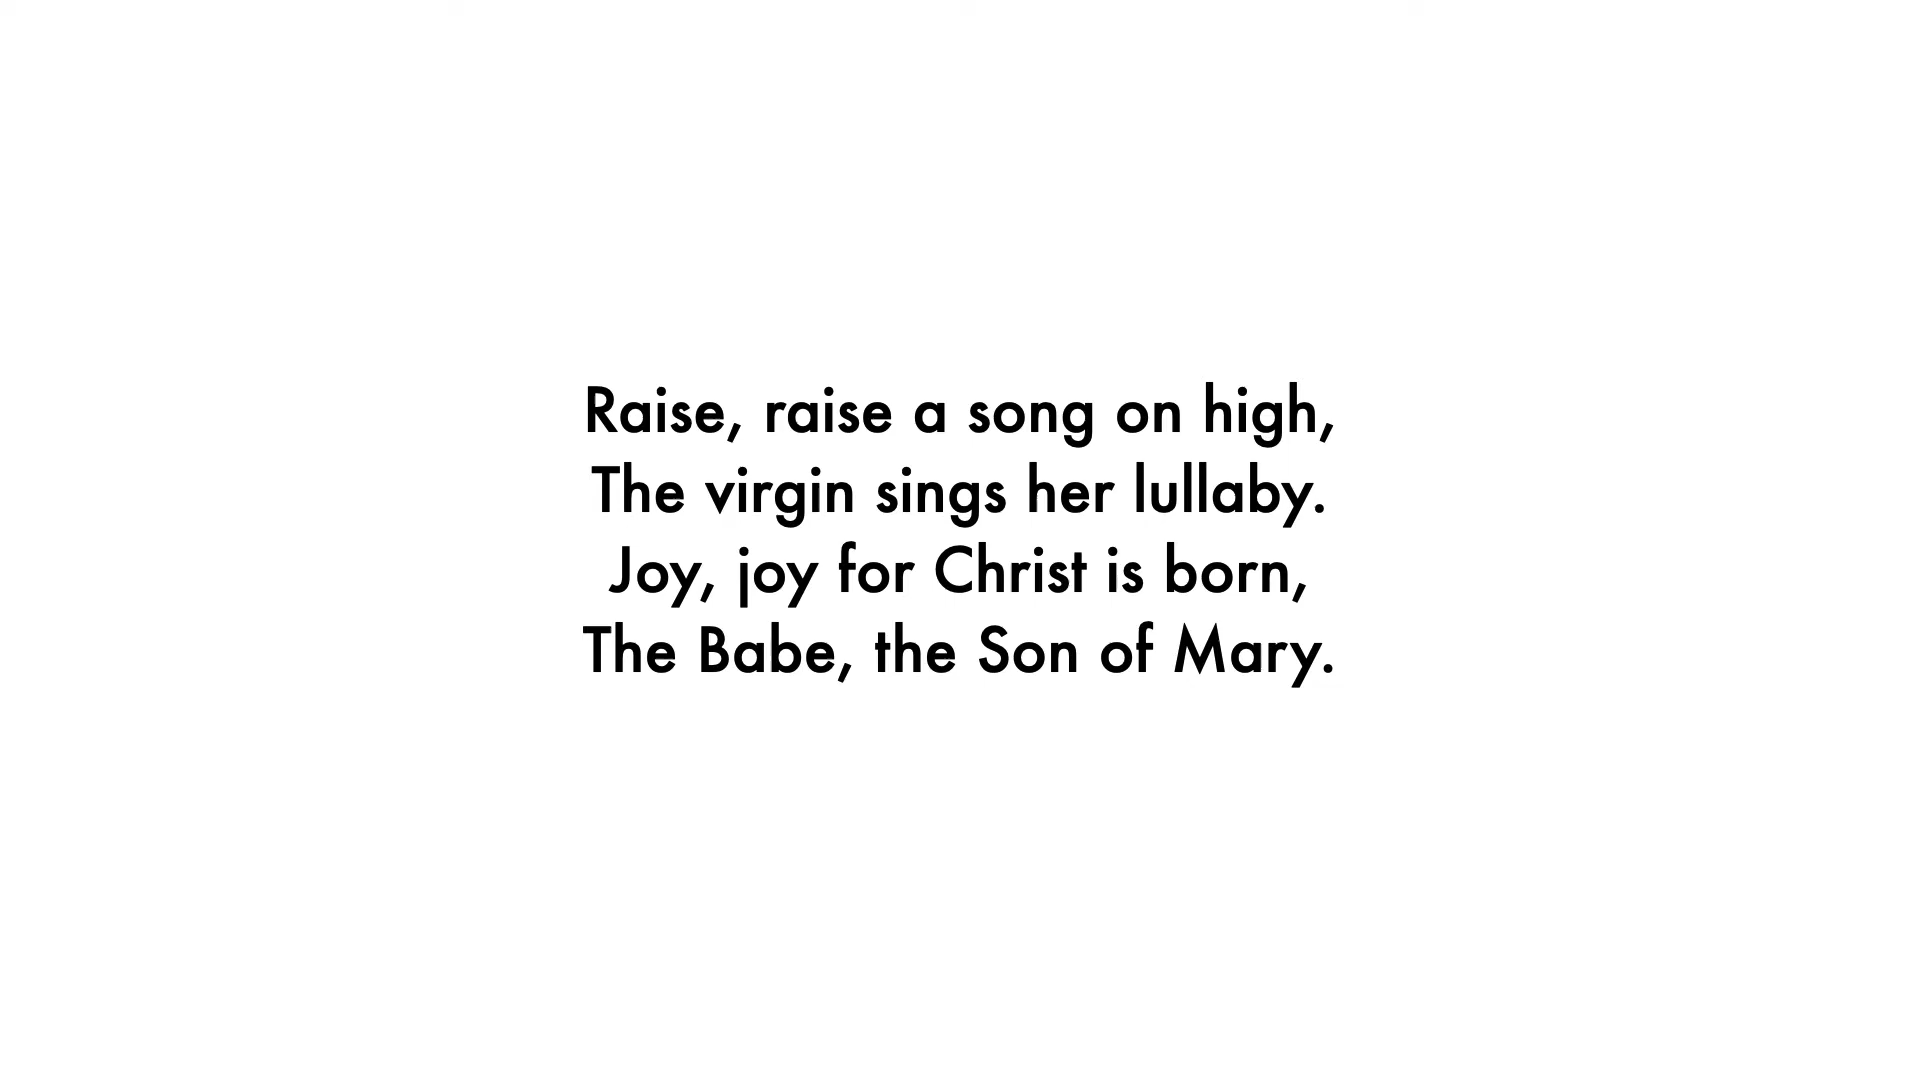 Raise, raise a song on high,
The virgin sings her lullaby.
Joy, joy for Christ is born,
The Babe, the Son of Mary.